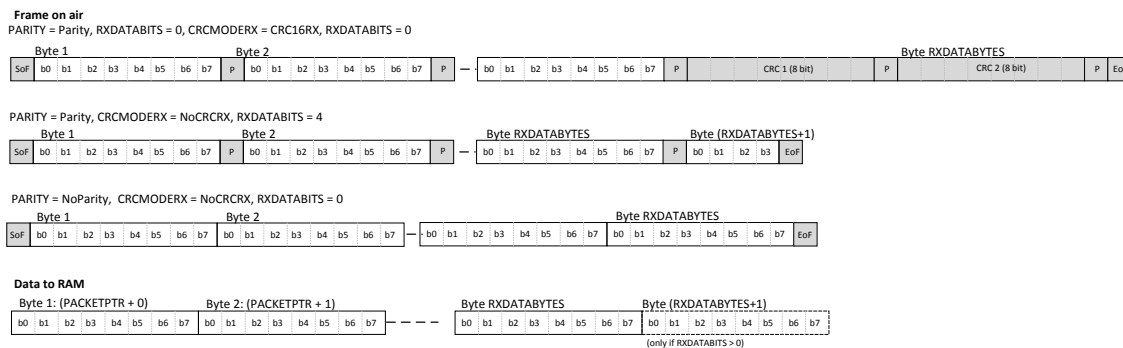 Frame on air
PARITY = Parity, RXDATABITS = 0, CRCMODERX = CRC16RX, RXDATABITS = 0
Byte 1 Byte 2 Byte RXDATABYTES
SoF b0 b1 b2 b3 b4 b5 b6 b7 P b0 b1 b2 b3 b4 b5 b6 b7 P b0 b1 b2 b3 b4 b5 b6 b7 P CRC 1 (8 bit) P CRC 2 (8 bit) P EoF
PARITY = Parity, CRCMODERX = NoCRCRX, RXDATABITS = 4
Byte 1 Byte 2 Byte RXDATABYTES Byte (RXDATABYTES+1)
SoF b0 b1 b2 b3 b4 b5 b6 b7 P b0 b1 b2 b3 b4 b5 b6 b7 P b0 b1 b2 b3 b4 b5 b6 b7 P b0 b1 b2 b3 EoF
PARITY = NoParity, CRCMODERX = NoCRCRX, RXDATABITS = 0
Byte 1 Byte 2 Byte RXDATABYTES
SoF b0 b1 b2 b3 b4 b5 b6 b7 b0 b1 b2 b3 b4 b5 b6 b7 b0 b1 b2 b3 b4 b5 b6 b7 b0 b1 b2 b3 b4 b5 b6 b7 EoF
Data to RAM
Byte 1: (PACKETPTR + 0) Byte 2: (PACKETPTR + 1) Byte RXDATABYTES Byte (RXDATABYTES+1)
b0 b1 b2 b3 b4 b5 b6 b7 b0 b1 b2 b3 b4 b5 b6 b7 b0 b1 b2 b3 b4 b5 b6 b7 b0 b1 b2 b3 b4 b5 b6 b7
(only if RXDATABITS > 0)